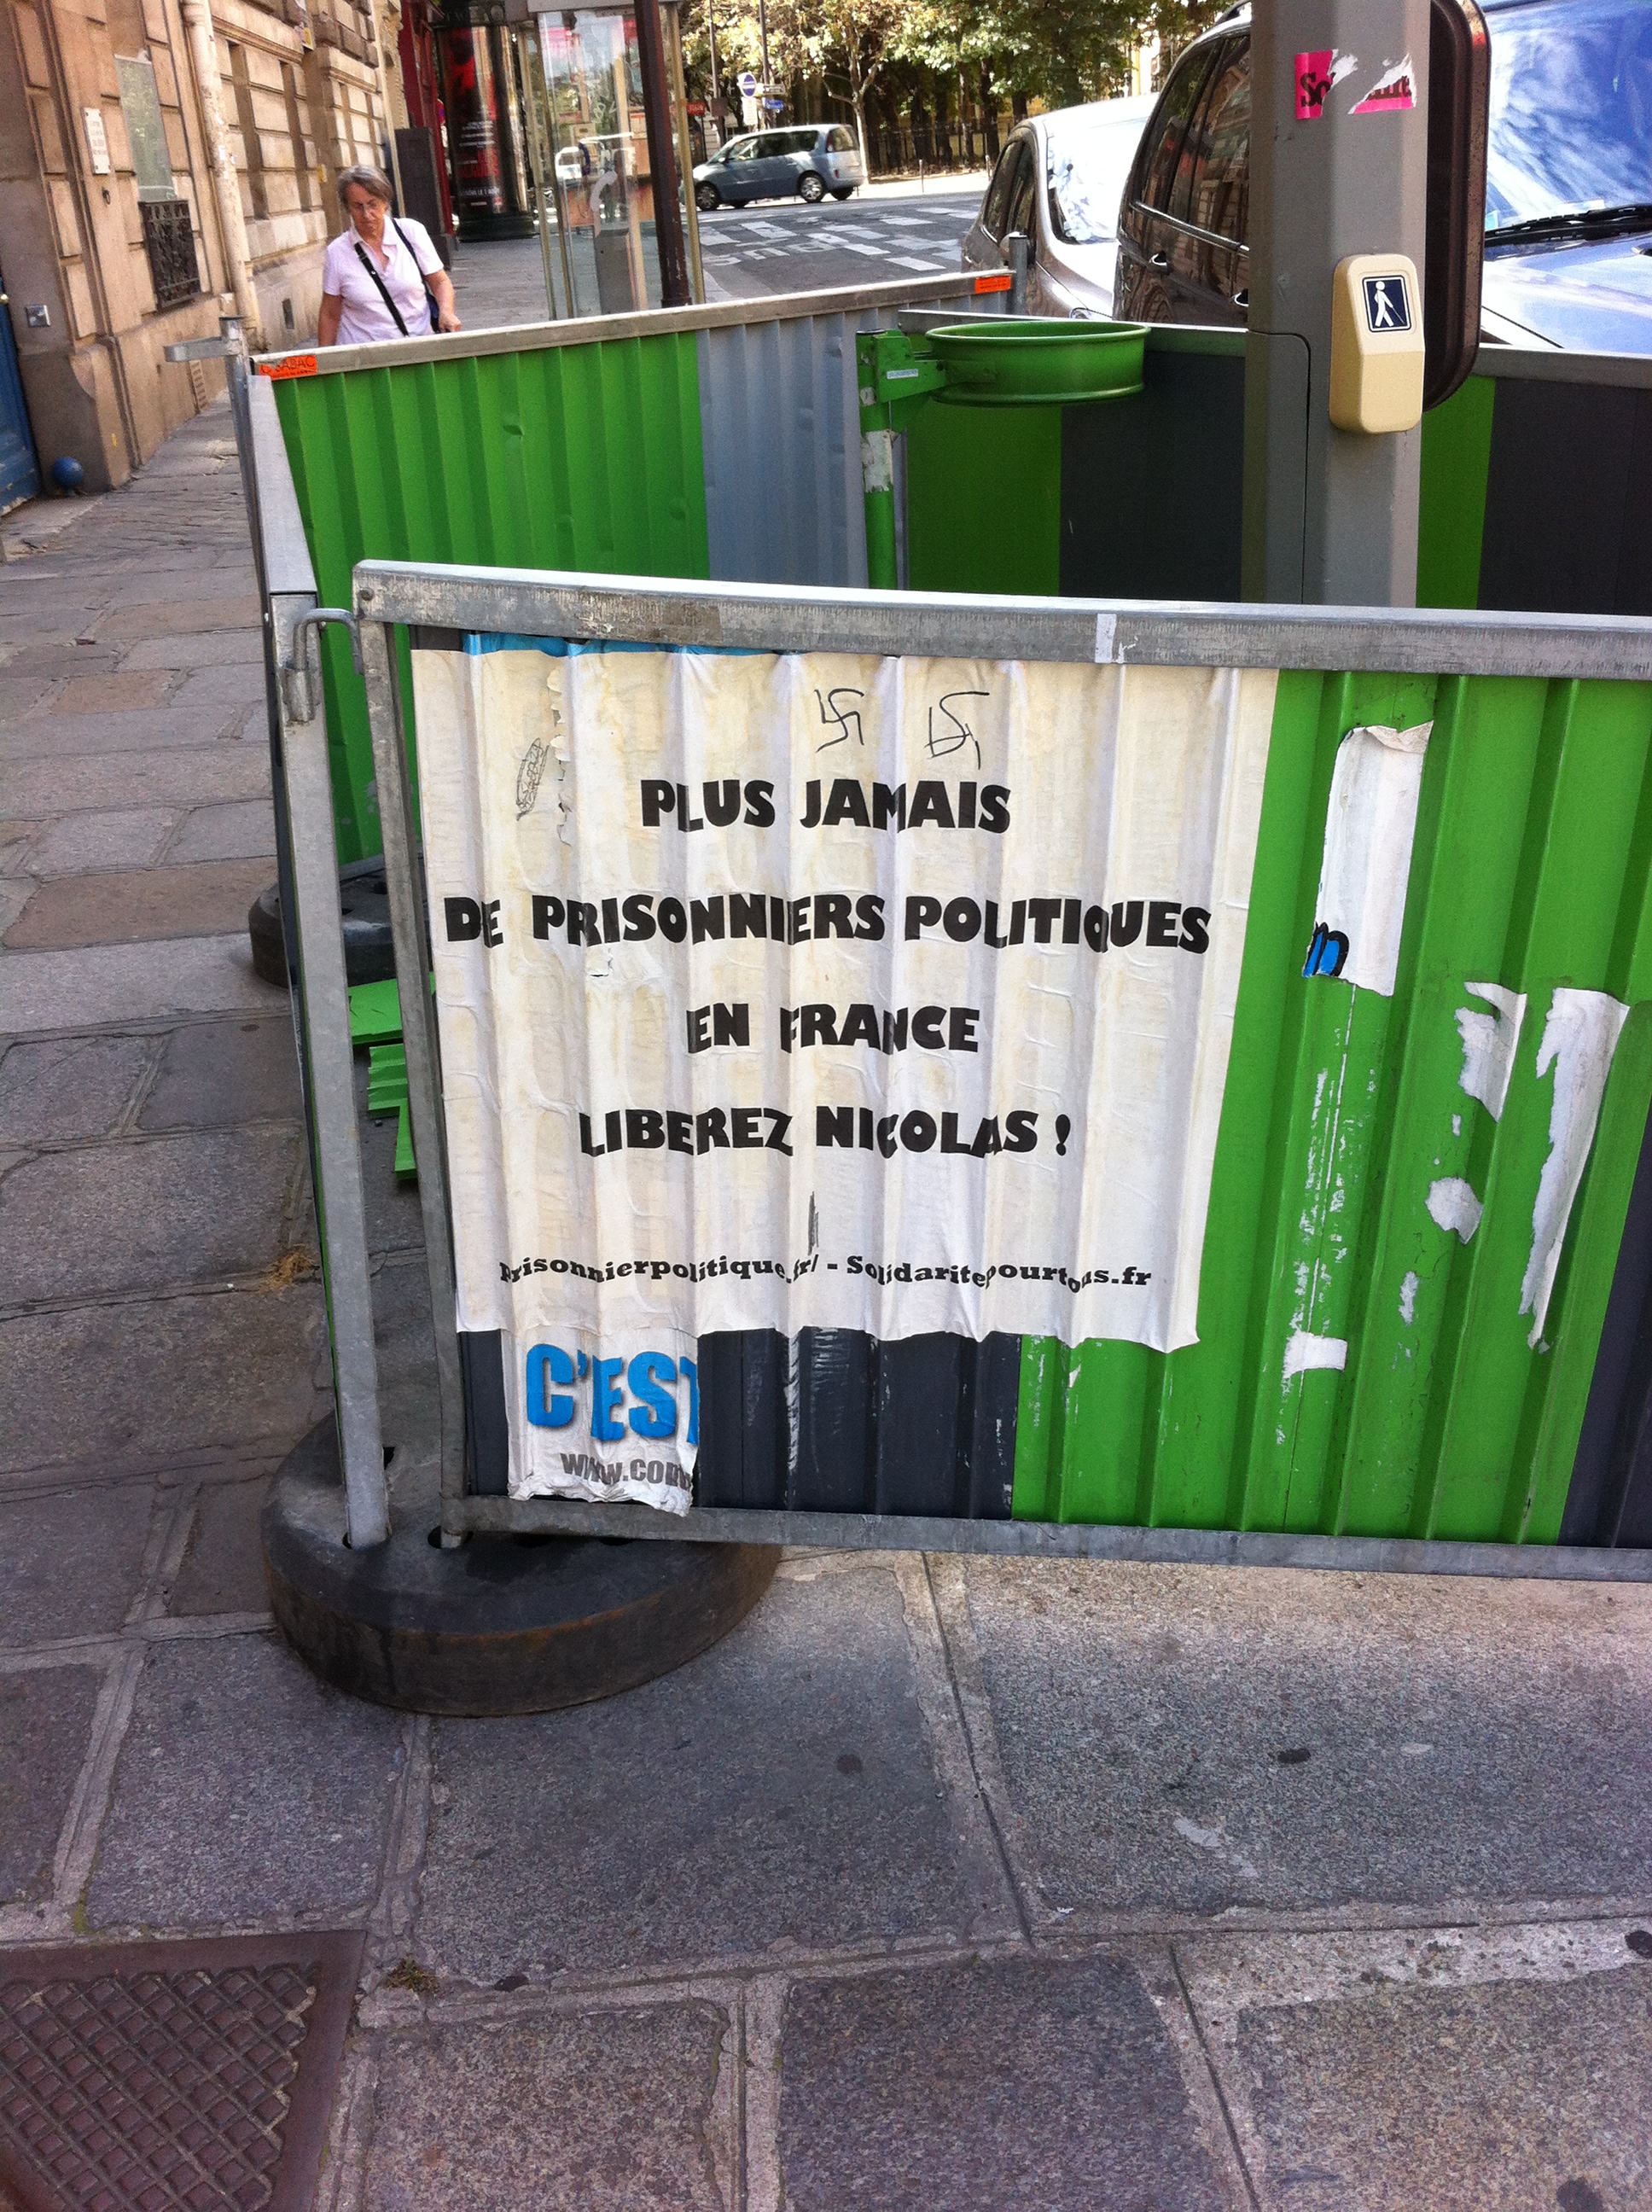 PLUS JAMAIS
DE PRISONNIERS POLITIQUES
EN FRANCE
LIBEREZ NICOLAS !
Prisonnierpolitique.fr/ - Solidaritepourtous.fr
C'EST